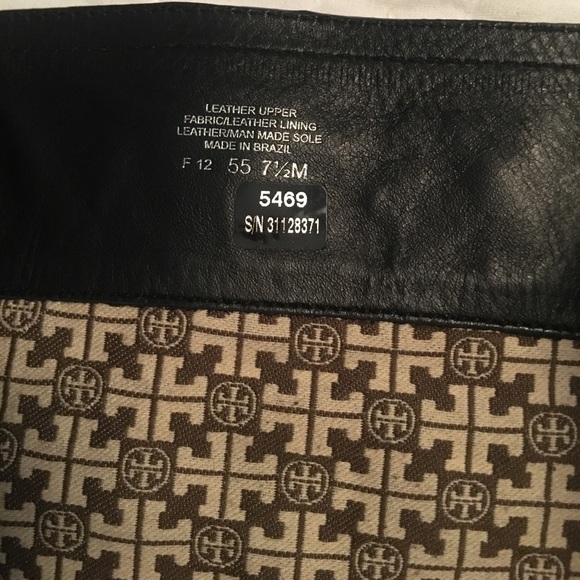 LEATHER UPPER
FABRIC/LEATHER LINING
LEATHER/MAN MADE SOLE
MADE IN BRAZIL
F 12 55 7½M
5469
S/N 31128371